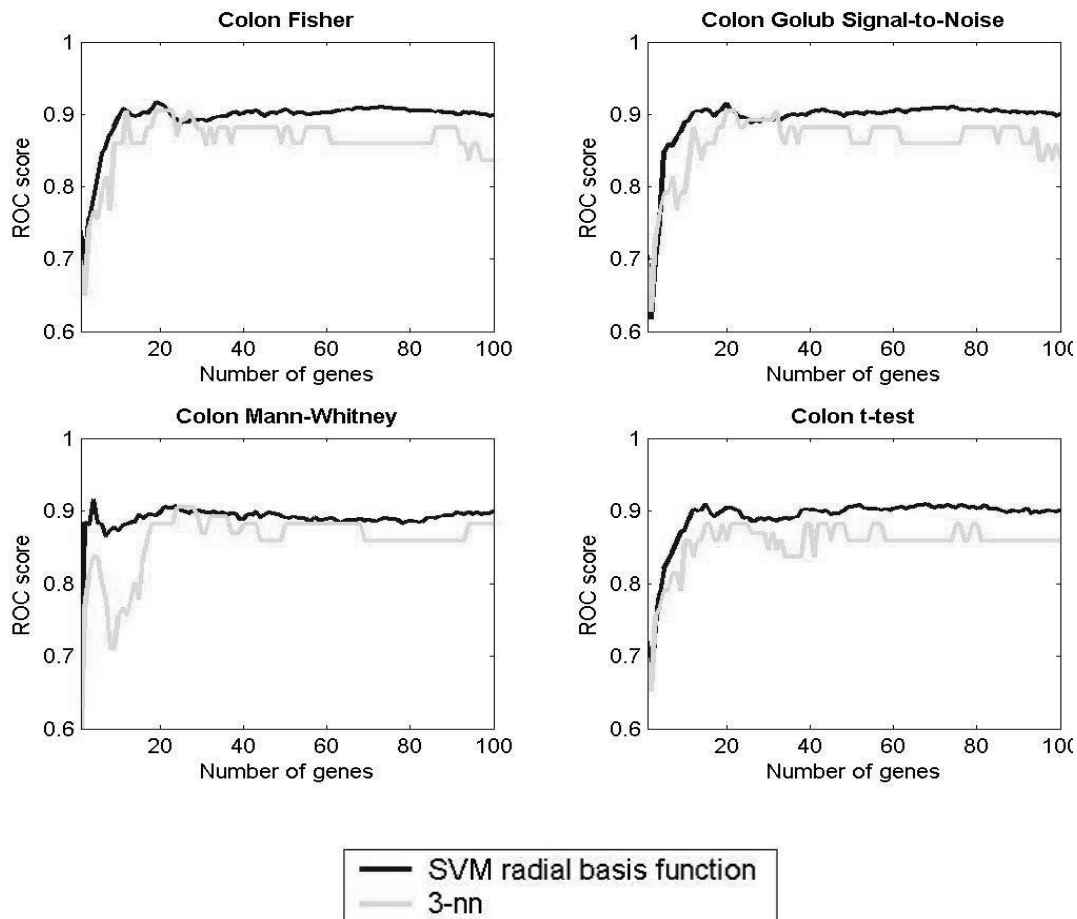 Colon Fisher
1
0.9
0.8
0.7
0.6
ROC score
20
40
60
80
100
Number of genes
Colon Golub Signal-to-Noise
1
0.9
0.8
0.7
0.6
ROC score
20
40
60
80
100
Number of genes
Colon Mann-Whitney
1
0.9
0.8
0.7
0.6
ROC score
20
40
60
80
100
Number of genes
Colon t-test
1
0.9
0.8
0.7
0.6
ROC score
20
40
60
80
100
Number of genes
SVM radial basis function
3-nn